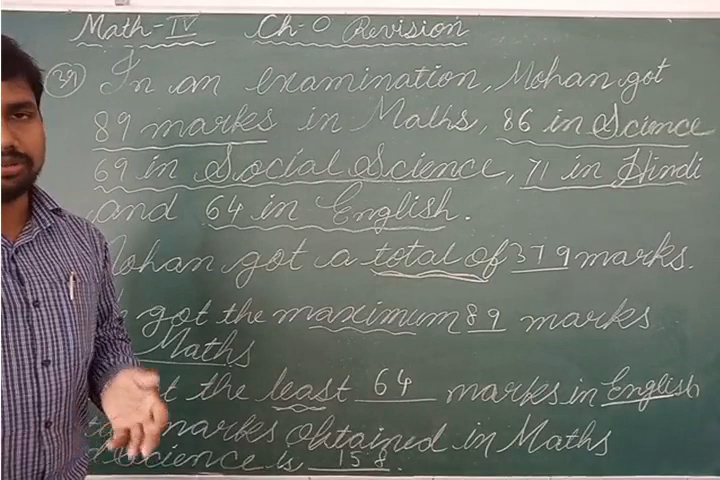 Math-IV Ch-0 Revision
39) In an examination, Mohan got
89 marks in Maths, 86 in Science
69 in Social Science, 71 in Hindi
and 64 in English.
Mohan got a total of 379 marks.
got the maximum 89 marks
Maths
the least 64 marks in English
marks obtained in Maths
Science is 158.